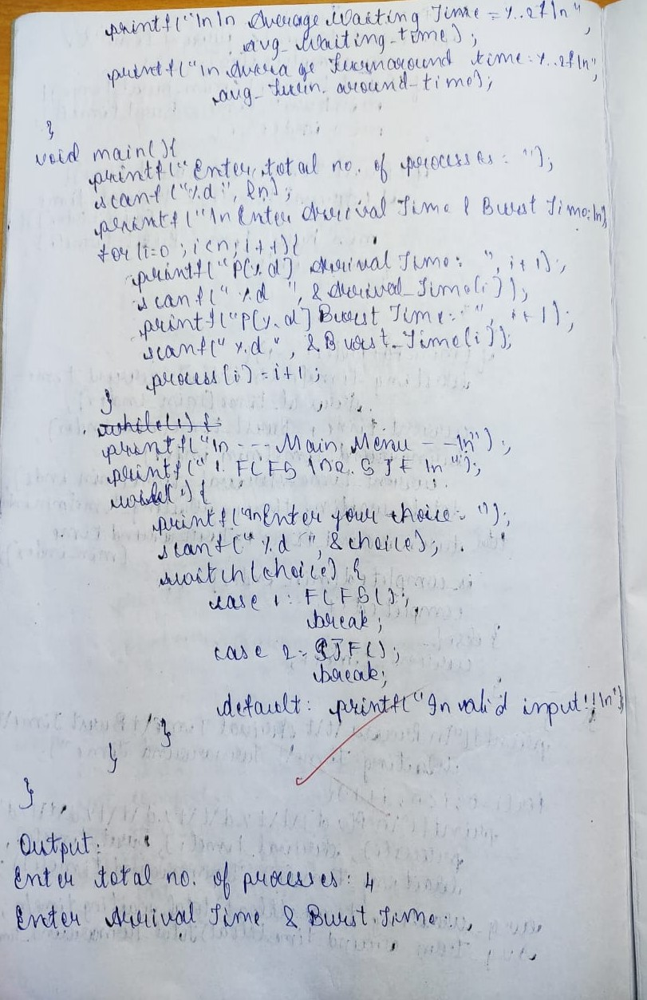 printf("\n\n Average Waiting Time = %.2f\n",
avg_Waiting_time);
printf("\n Average Turnaround time: %.2f\n",
avg_turn_around_time);
}
void main(){
printf("Enter total no. of processes: ");
scanf("%d", &n);
printf("\n Enter Arrival Time & Burst Time:\n");
for(i=0; i<n; i++){
printf("P[%d] Arrival Time: ", i+1);
scanf("%d ", &Arrival_Time[i]);
printf("P[%d] Burst Time: ", i+1);
scanf("%d", &Burst_Time[i]);
process[i]=i+1;
}
while(1){
printf("\n --- Main Menu --\n");
printf("1. FCFS \n2. SJF \n");
while(1){
printf("\nEnter your choice: ");
scanf("%d ", &choice);
switch(choice) {
case 1: FCFS();
break;
case 2: SJF();
break;
default: printf("Invalid input!!\n");
}
}
}
Output:
Enter total no. of processes: 4
Enter Arrival Time & Burst Time